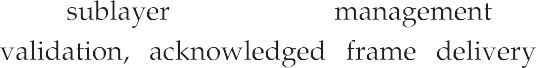 sublayer management
validation, acknowledged frame delivery